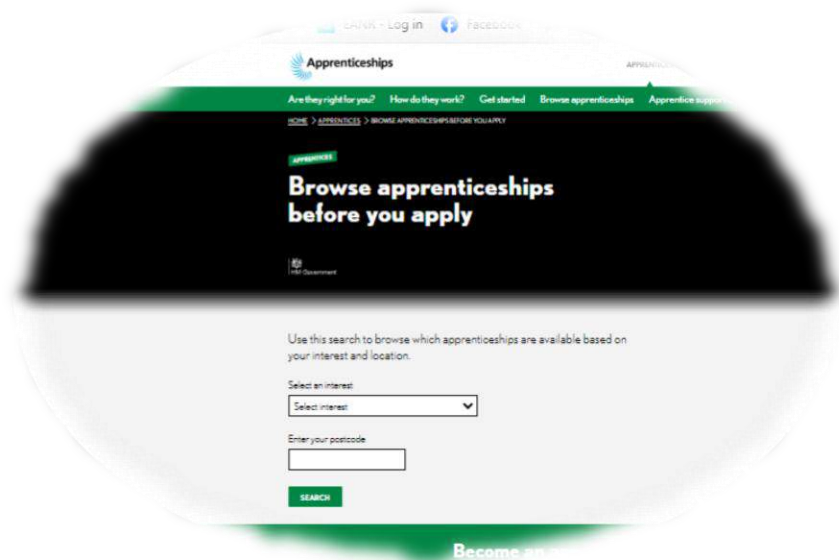 - Log in Facebook
Apprenticeships
Are they right for you? How do they work? Get started Browse apprenticeships Apprentice support
HOME > APPRENTICES > BROWSE APPRENTICESHIPS BEFORE YOU APPLY
APPRENTICES
Browse apprenticeships
before you apply
HM Government
Use this search to browse which apprenticeships are available based on
your interest and location.
Select an interest
Select interest
Enter your postcode
SEARCH
Become an